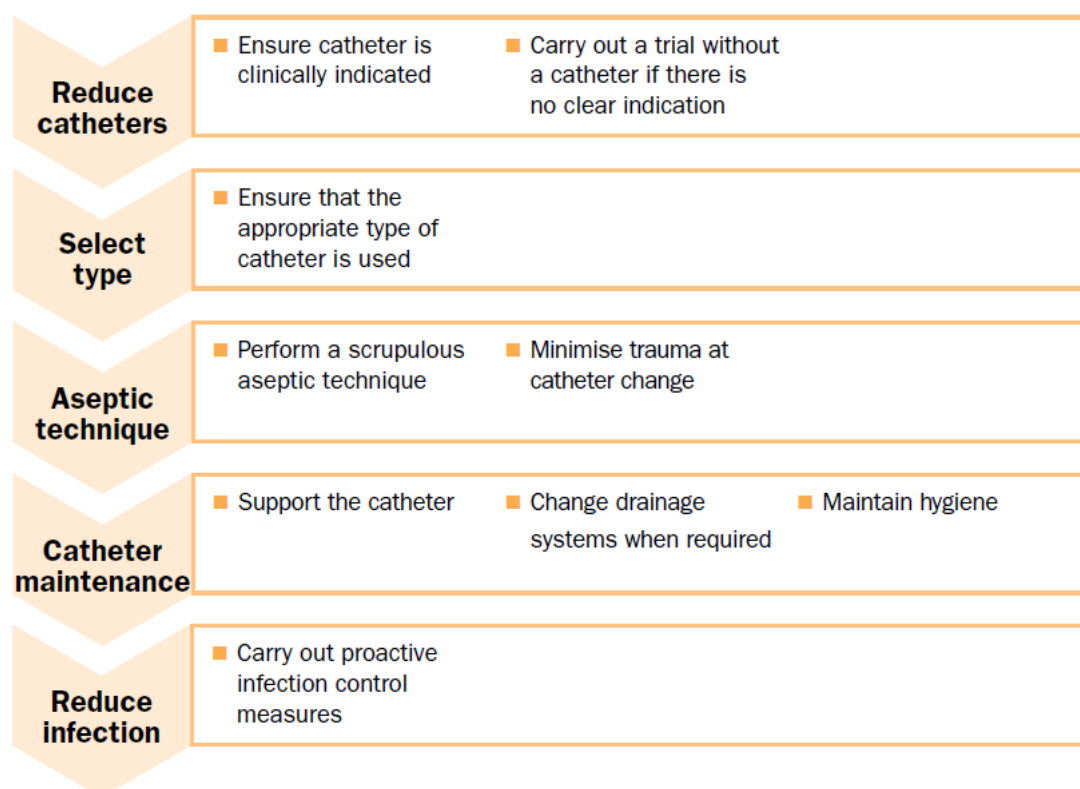 Reduce
catheters
Ensure catheter is
clinically indicated
Carry out a trial without
a catheter if there is
no clear indication
Select
type
Ensure that the
appropriate type of
catheter is used
Aseptic
technique
Perform a scrupulous
aseptic technique
Minimise trauma at
catheter change
Catheter
maintenance
Support the catheter
Change drainage
systems when required
Maintain hygiene
Reduce
infection
Carry out proactive
infection control
measures